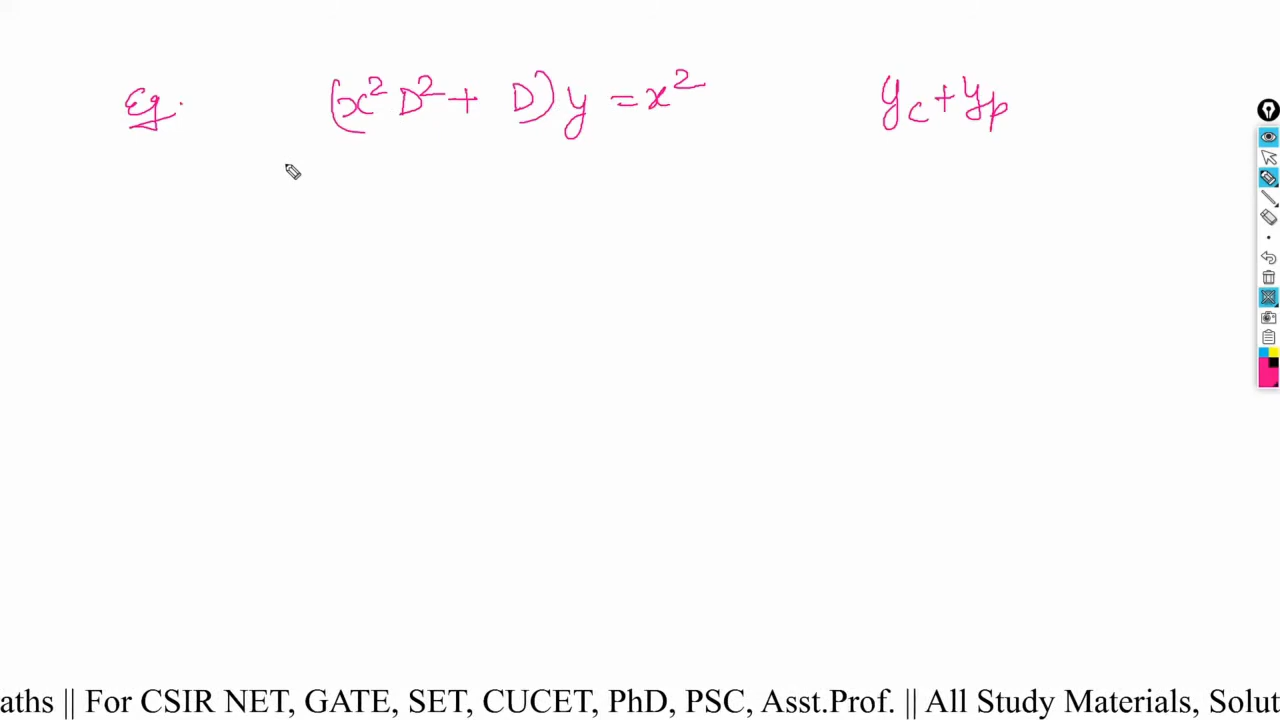 Eg. (x²D² + D)y = x² y_c + y_p
aths || For CSIR NET, GATE, SET, CUCET, PhD, PSC, Asst.Prof. || All Study Materials, Solut